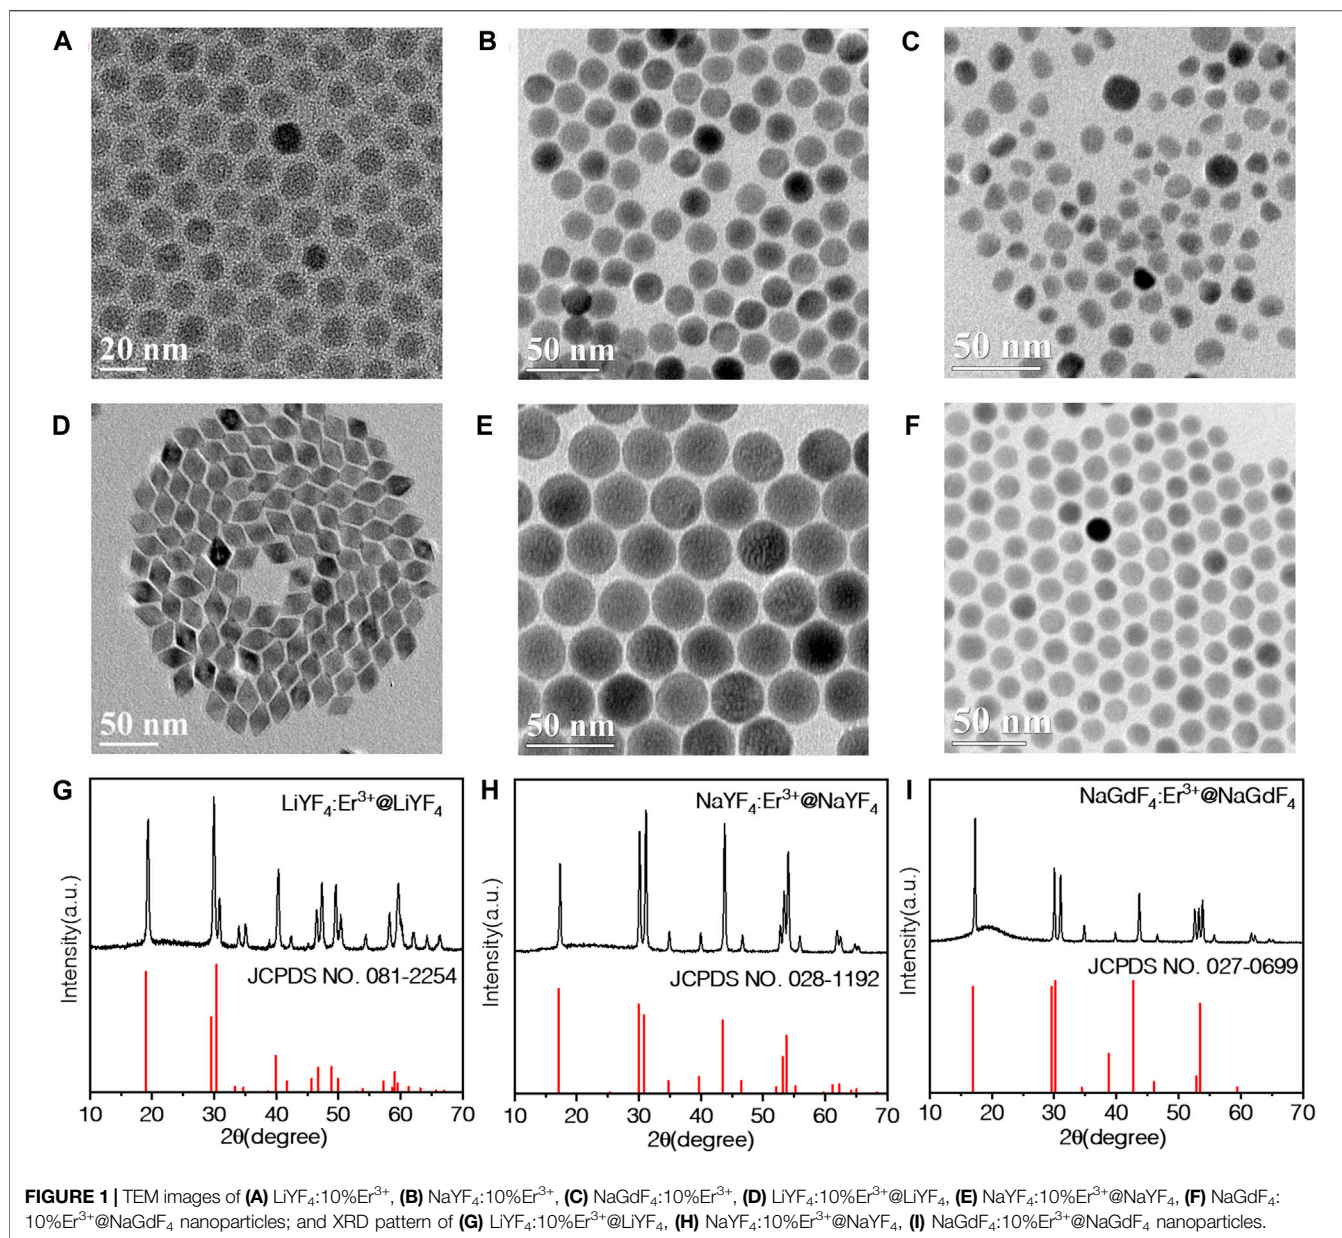 A
B
C
20 nm
50 nm
50 nm
D
E
F
50 nm
50 nm
50 nm
G
LiYF₄:Er³⁺@LiYF₄
JCPDS NO. 081-2254
Intensity(a.u.)
10 20 30 40 50 60 70
2θ(degree)
H
NaYF₄:Er³⁺@NaYF₄
JCPDS NO. 028-1192
Intensity(a.u.)
10 20 30 40 50 60 70
2θ(degree)
I
NaGdF₄:Er³⁺@NaGdF₄
JCPDS NO. 027-0699
Intensity(a.u.)
10 20 30 40 50 60 70
2θ(degree)
FIGURE 1 | TEM images of (A) LiYF₄:10%Er³⁺, (B) NaYF₄:10%Er³⁺, (C) NaGdF₄:10%Er³⁺, (D) LiYF₄:10%Er³⁺@LiYF₄, (E) NaYF₄:10%Er³⁺@NaYF₄, (F) NaGdF₄:
10%Er³⁺@NaGdF₄ nanoparticles; and XRD pattern of (G) LiYF₄:10%Er³⁺@LiYF₄, (H) NaYF₄:10%Er³⁺@NaYF₄, (I) NaGdF₄:10%Er³⁺@NaGdF₄ nanoparticles.